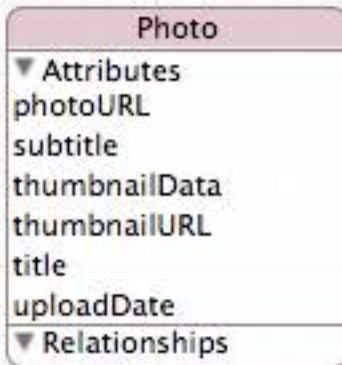 Photo
Attributes
photoURL
subtitle
thumbnailData
thumbnailURL
title
uploadDate
Relationships